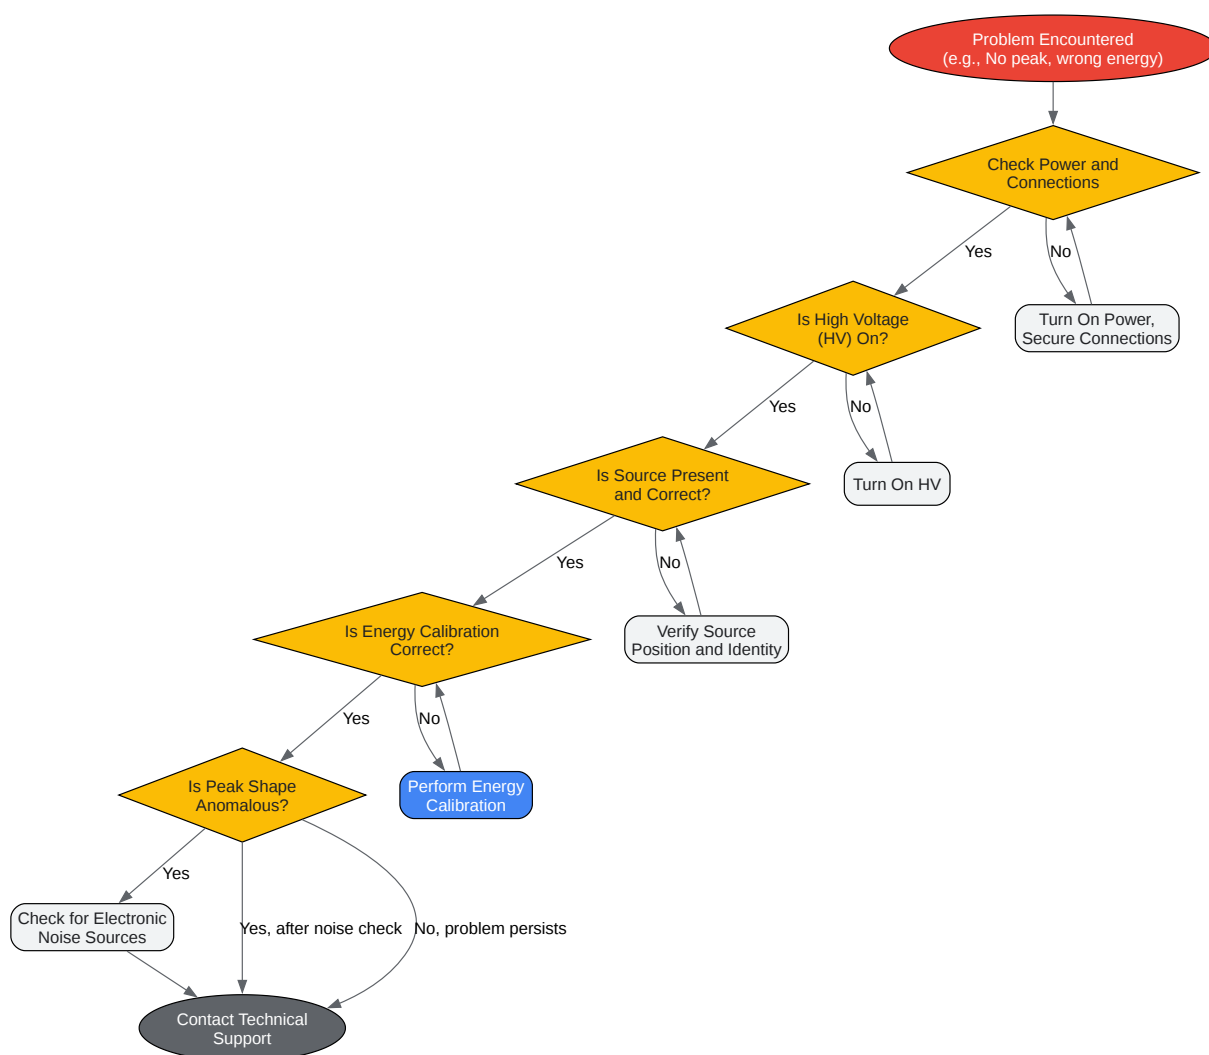 Problem Encountered
(e.g., No peak, wrong energy)
Check Power and
Connections
Yes
No
Is High Voltage
(HV) On?
Turn On Power,
Secure Connections
Yes
No
Is Source Present
and Correct?
Turn On HV
Yes
No
Is Energy Calibration
Correct?
Verify Source
Position and Identity
Yes
No
Is Peak Shape
Anomalous?
Perform Energy
Calibration
Yes
Check for Electronic
Noise Sources
Yes, after noise check
No, problem persists
Contact Technical
Support